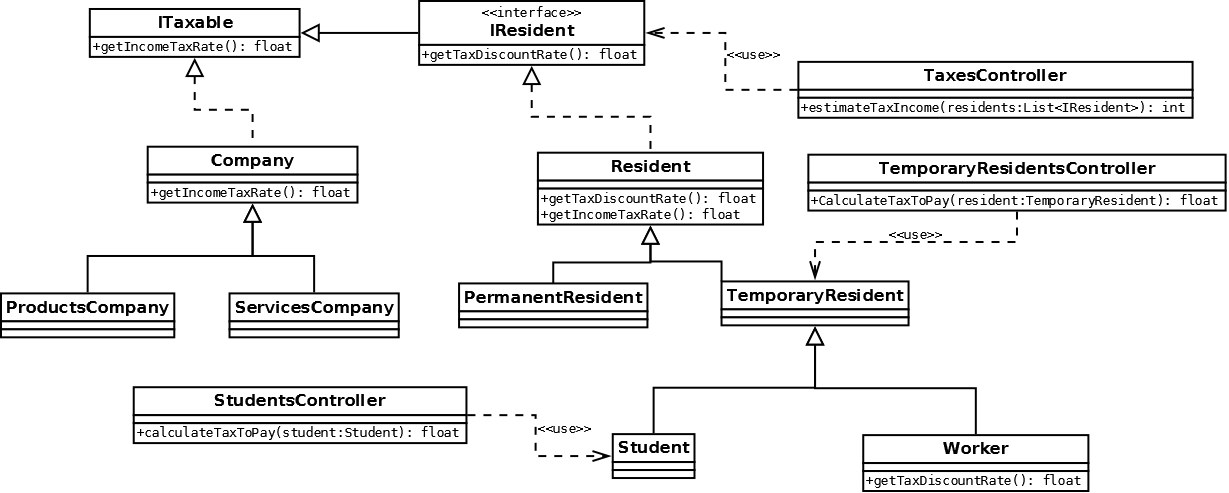 ITaxable
+getIncomeTaxRate(): float
<<interface>>
IResident
+getTaxDiscountRate(): float
<<use>>
TaxesController
+estimateTaxIncome(residents:List<IResident>): int
Company
+getIncomeTaxRate(): float
Resident
+getTaxDiscountRate(): float
+getIncomeTaxRate(): float
TemporaryResidentsController
+CalculateTaxToPay(resident:TemporaryResident): float
<<use>>
ProductsCompany
ServicesCompany
PermanentResident
TemporaryResident
StudentsController
+calculateTaxToPay(student:Student): float
<<use>>
Student
Worker
+getTaxDiscountRate(): float